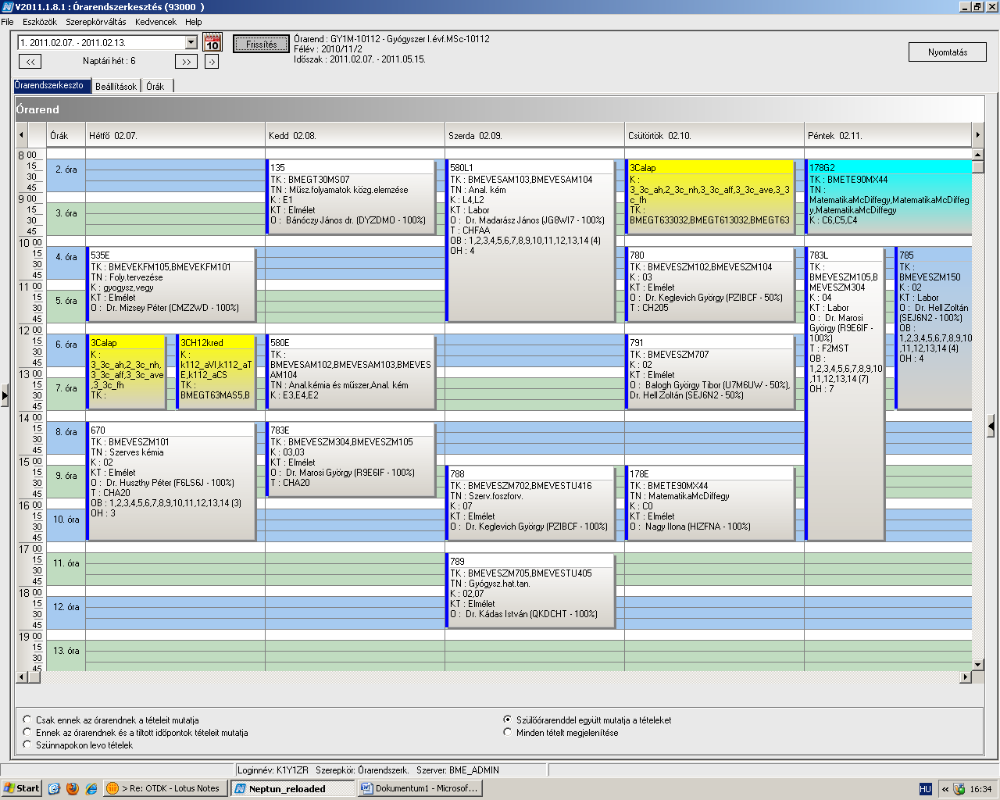 V2011.1.8.1 : Órarendszerkesztés (93000  )
File Eszközök Szerepkörváltás Kedvencek Help
1. 2011.02.07. - 2011.02.13.
10
Frissítés
Órarend : GY1M-10112 - Gyógyszer I.évf.MSc-10112
Félév : 2010/11/2
Időszak : 2011.02.07. - 2011.05.15.
Nyomtatás
<< Naptári hét : 6 >> ->
Órarendszerkeszto Beállítások Órák
Órarend
Órák Hétfő 02.07. Kedd 02.08. Szerda 02.09. Csütörtök 02.10. Péntek 02.11.
8 00
15
30
45
9 00
15
30
45
10 00
15
30
45
11 00
15
30
45
12 00
15
30
45
13 00
15
30
45
14 00
15
30
45
15 00
15
30
45
16 00
15
30
45
17 00
15
30
45
18 00
15
30
45
19 00
15
30
45
2. óra
3. óra
4. óra
5. óra
6. óra
7. óra
8. óra
9. óra
10. óra
11. óra
12. óra
13. óra
535E
TK : BMEVEKFM105,BMEVEKFM101
TN : Foly.tervezése
K : gyogysz,vegy
KT : Elmélet
O :  Dr. Mizsey Péter (CMZ2WD - 100%)
3Calap
K :
3_3c_ah,2_3c_nh,
3_3c_aff,3_3c_ave
,3_3c_fh
TK :
3CH12kred
K :
k112_aVI,k112_aT
E,k112_aCS
TK :
BMEGT63MAS5,B
670
TK : BMEVESZM101
TN : Szerves kémia
K : 02
KT : Elmélet
O :  Dr. Huszthy Péter (F6LS6J - 100%)
T : CHA20
OB : 1,2,3,4,5,6,7,8,9,10,11,12,13,14 (3)
OH : 3
135
TK : BMEGT30MS07
TN : Műsz.folyamatok közg.elemzése
K : E1
KT : Elmélet
O :  Bánóczy János dr. (DYZDMO - 100%)
580E
TK :
BMEVESAM102,BMEVESAM103,BMEVES
AM104
TN : Anal.kémia és műszer,Anal. kém
K : E3,E4,E2
783E
TK : BMEVESZM304,BMEVESZM105
K : 03,03
KT : Elmélet
O :  Dr. Marosi György (R9E6IF - 100%)
T : CHA20
580L1
TK : BMEVESAM103,BMEVESAM104
TN : Anal. kém
K : L4,L2
KT : Labor
O :  Dr. Madarász János (JG8WI7 - 100%)
T : CHFAA
OB : 1,2,3,4,5,6,7,8,9,10,11,12,13,14 (4)
OH : 4
788
TK : BMEVESZM702,BMEVESTU416
TN : Szerv.foszforv.
K : 07
KT : Elmélet
O :  Dr. Keglevich György (PZIBCF - 100%)
789
TK : BMEVESZM705,BMEVESTU405
TN : Gyógysz.hat.tan.
K : 02,07
KT : Elmélet
O :  Dr. Kádas István (QKDCHT - 100%)
3Calap
K :
3_3c_ah,2_3c_nh,3_3c_aff,3_3c_ave,3_3
c_fh
TK :
BMEGT633032,BMEGT613032,BMEGT63
780
TK : BMEVESZM102,BMEVESZM104
K : 03
KT : Elmélet
O :  Dr. Keglevich György (PZIBCF - 50%)
T : CH205
791
TK : BMEVESZM707
K : 02
KT : Elmélet
O :  Balogh György Tibor (U7M6UW - 50%),
Dr. Hell Zoltán (SEJ6N2 - 50%)
178E
TK : BMETE90MX44
TN : MatematikaMcDiffegy
K : C0
KT : Elmélet
O :  Nagy Ilona (HIZFNA - 100%)
178G2
TK : BMETE90MX44
TN :
MatematikaMcDiffegy,MatematikaMcDiffeg
y,MatematikaMcDiffegy
K : C6,C5,C4
783L
TK :
BMEVESZM105,B
MEVESZM304
K : 04
KT : Labor
O :  Dr. Marosi
György (R9E6IF -
100%)
T : F2MST
OB :
1,2,3,4,5,6,7,8,9,10
,11,12,13,14 (7)
OH : 7
785
TK :
BMEVESZM150
K : 02
KT : Labor
O :  Dr. Hell Zoltán
(SEJ6N2 - 100%)
OB :
1,2,3,4,5,6,7,8,9,10
,11,12,13,14 (4)
OH : 4
Csak ennek az órarendnek a tételeit mutatja
Ennek az órarendnek és a tiltott időpontok tételeit mutatja
Szünnapokon levo tételek
Szülőórarenddel együtt mutatja a tételeket
Minden tételt megjelenítése
Loginnév: K1Y1ZR Szerepkör: Órarendszerk. Szerver: BME_ADMIN
Start > Re: OTDK - Lotus Notes Neptun_reloaded Dokumentum1 - Microsof... HU « 16:34